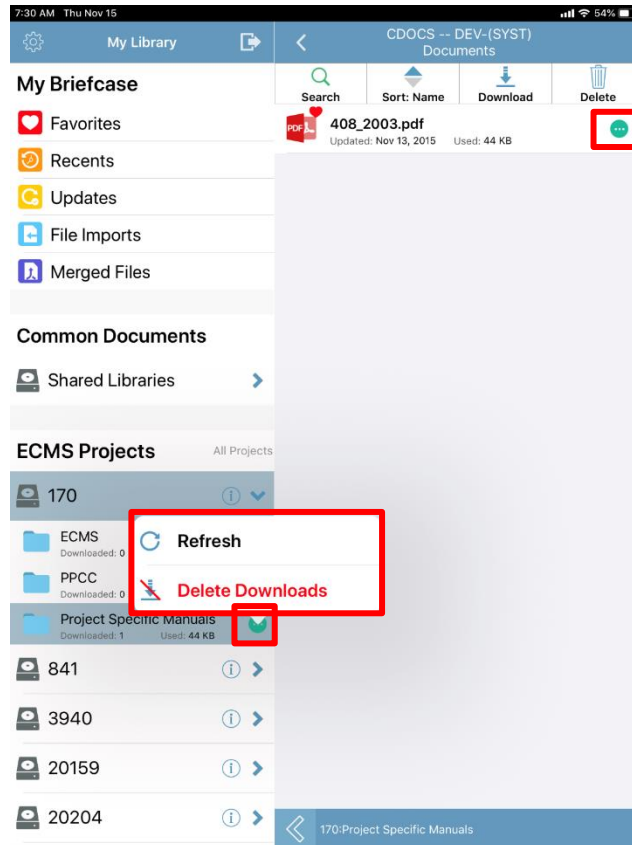 7:30 AM Thu Nov 15
54%
My Library
My Briefcase
Favorites
Recents
Updates
File Imports
Merged Files
Common Documents
Shared Libraries
ECMS Projects All Projects
170
ECMS
Downloaded: 0
PPCC
Downloaded: 0
Project Specific Manuals
Downloaded: 1 Used: 44 KB
Refresh
Delete Downloads
841
3940
20159
20204
CDOCS -- DEV-(SYST)
Documents
Search Sort: Name Download Delete
PDF
408_2003.pdf
Updated: Nov 13, 2015 Used: 44 KB
170:Project Specific Manuals